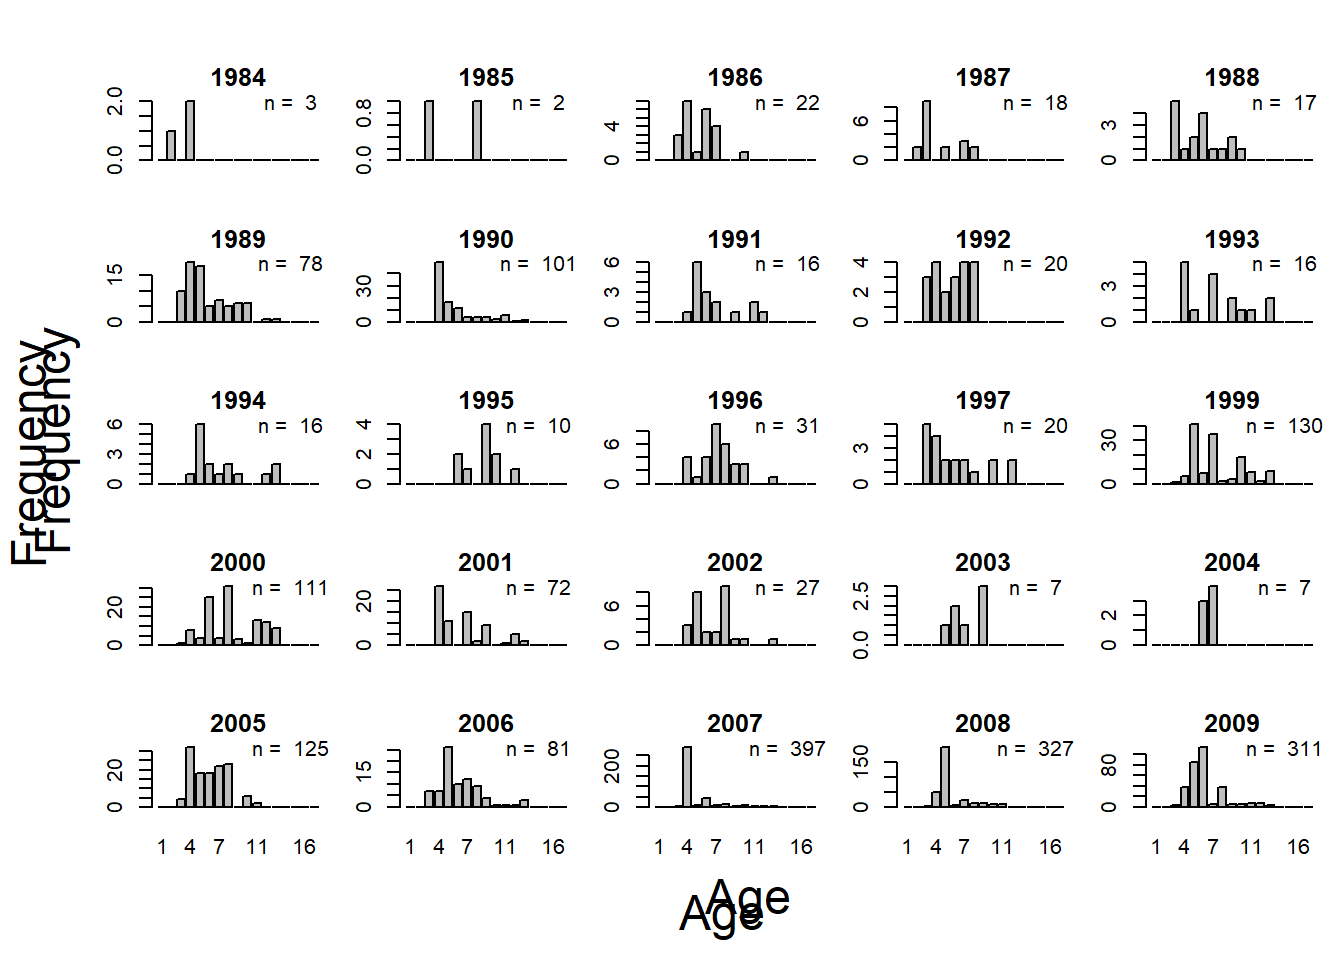 1984 1985 1986 1987 1988
n = 3 n = 2 n = 22 n = 18 n = 17
0.0 2.0 0.0 0.8 0 4 0 6 0 3
1989 1990 1991 1992 1993
n = 78 n = 101 n = 16 n = 20 n = 16
0 15 0 30 0 3 6 0 2 4 0 3
1994 1995 1996 1997 1999
n = 16 n = 10 n = 31 n = 20 n = 130
0 3 6 0 2 4 0 6 0 3 0 30
2000 2001 2002 2003 2004
n = 111 n = 72 n = 27 n = 7 n = 7
0 20 0 20 0 6 0.0 2.5 0 2
2005 2006 2007 2008 2009
n = 125 n = 81 n = 397 n = 327 n = 311
0 20 0 15 0 200 0 150 0 80
1 4 7 11 16 1 4 7 11 16 1 4 7 11 16 1 4 7 11 16 1 4 7 11 16
Frequency
Frequency
Age
Age